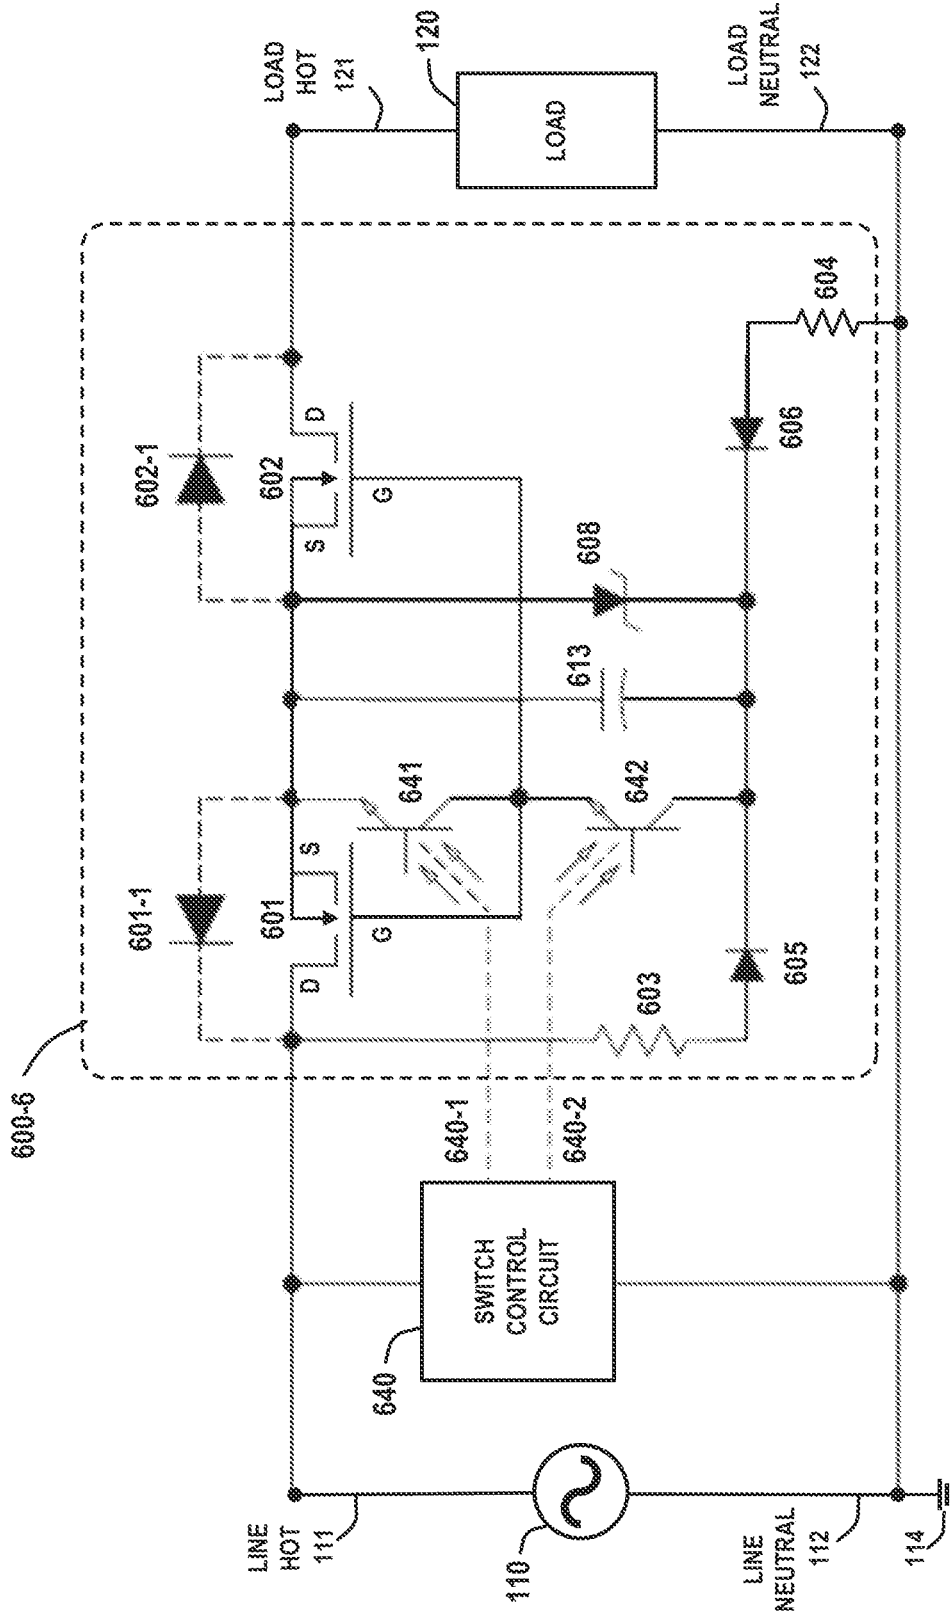 600-6
LINE
HOT
111
110
LINE
NEUTRAL
112
114
640
SWITCH
CONTROL
CIRCUIT
640-1
640-2
601-1
601
D
S
G
603
605
641
642
613
608
602-1
602
S
D
G
606
604
LOAD
HOT
121
120
LOAD
LOAD
NEUTRAL
122